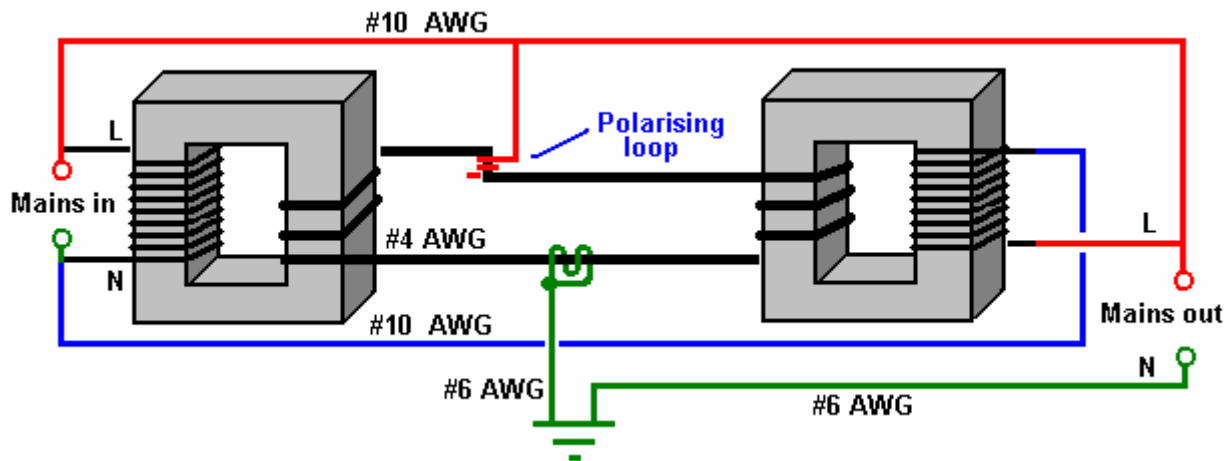 #10 AWG
L
Polarising
loop
Mains in
#4 AWG
L
N
Mains out
#10 AWG
N
#6 AWG
#6 AWG